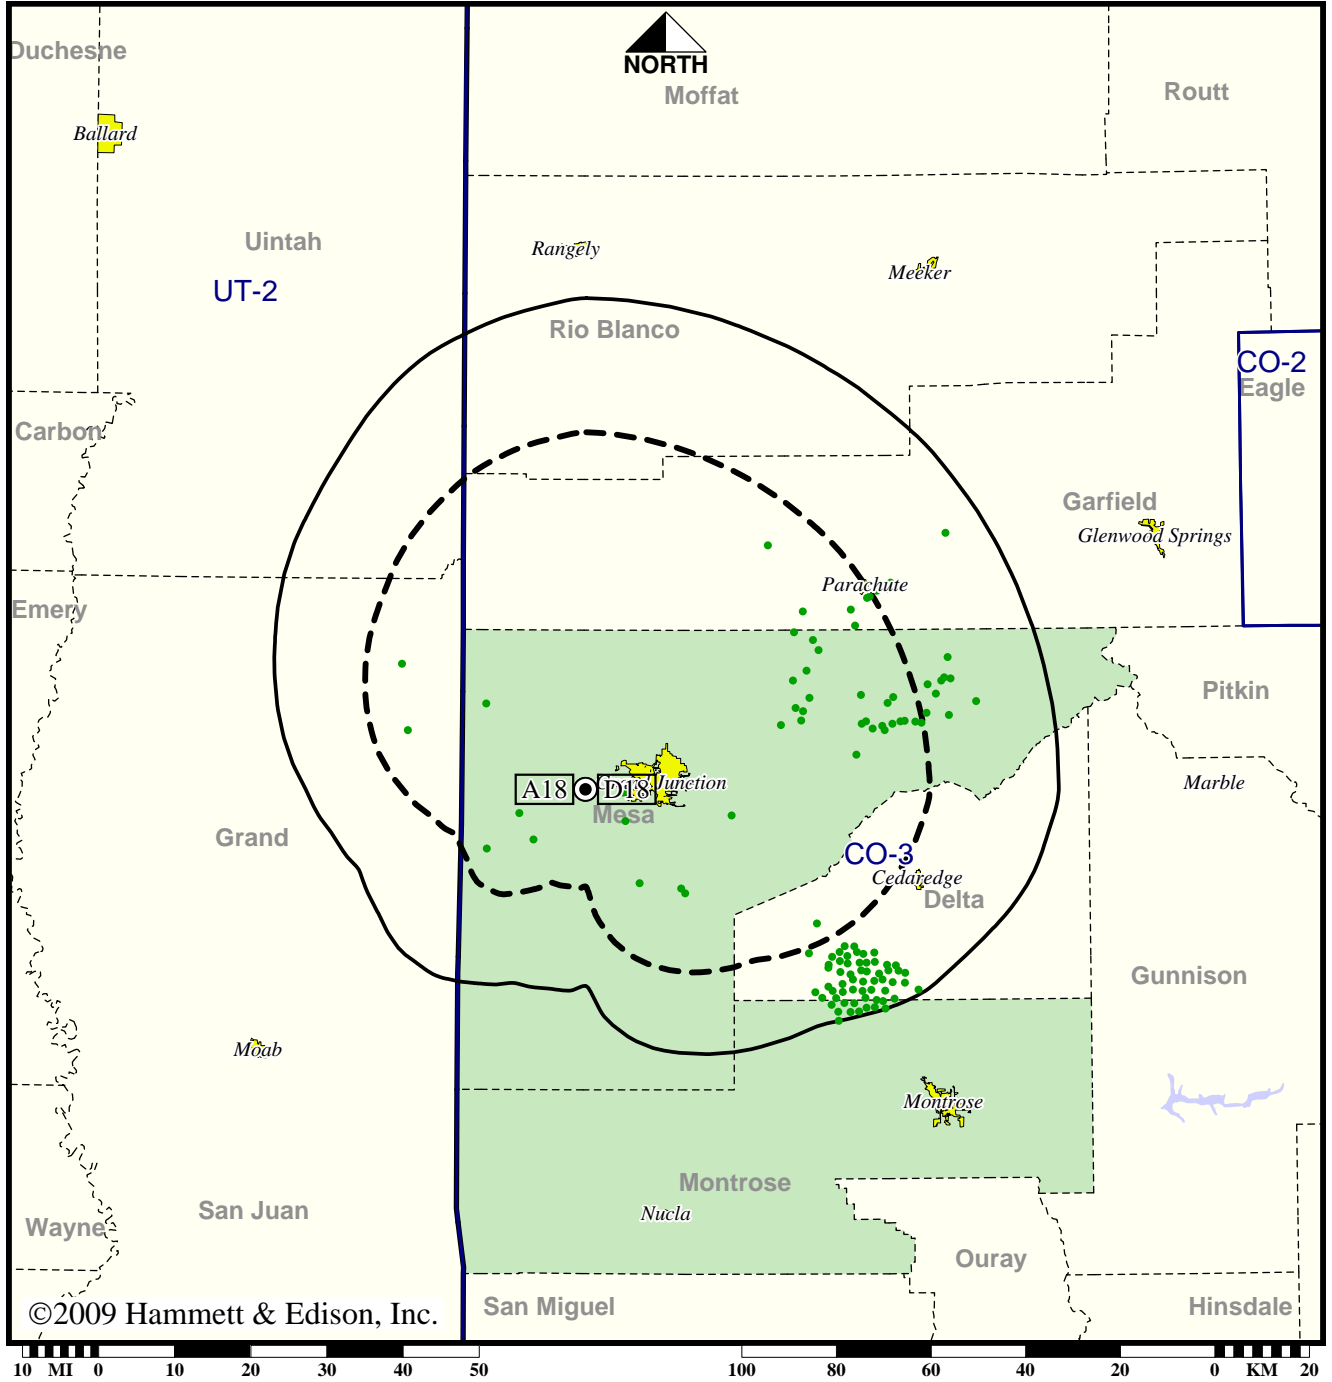 Duchesne
NORTH
Moffat
Routt
Ballard
Uintah
Rangely
Meeker
UT-2
Rio Blanco
CO-2
Eagle
Carbon
Garfield
Glenwood Springs
Parachute
Emery
Pitkin
Junction
Marble
A18
D18
Mesa
Grand
CO-3
Cedaredge
Delta
Gunnison
Moab
Montrose
Montrose
San Juan
Nucla
Wayne
Ouray
San Miguel
Hinsdale
©2009 Hammett & Edison, Inc.
10 MI 0 10 20 30 40 50 100 80 60 40 20 0 KM 20